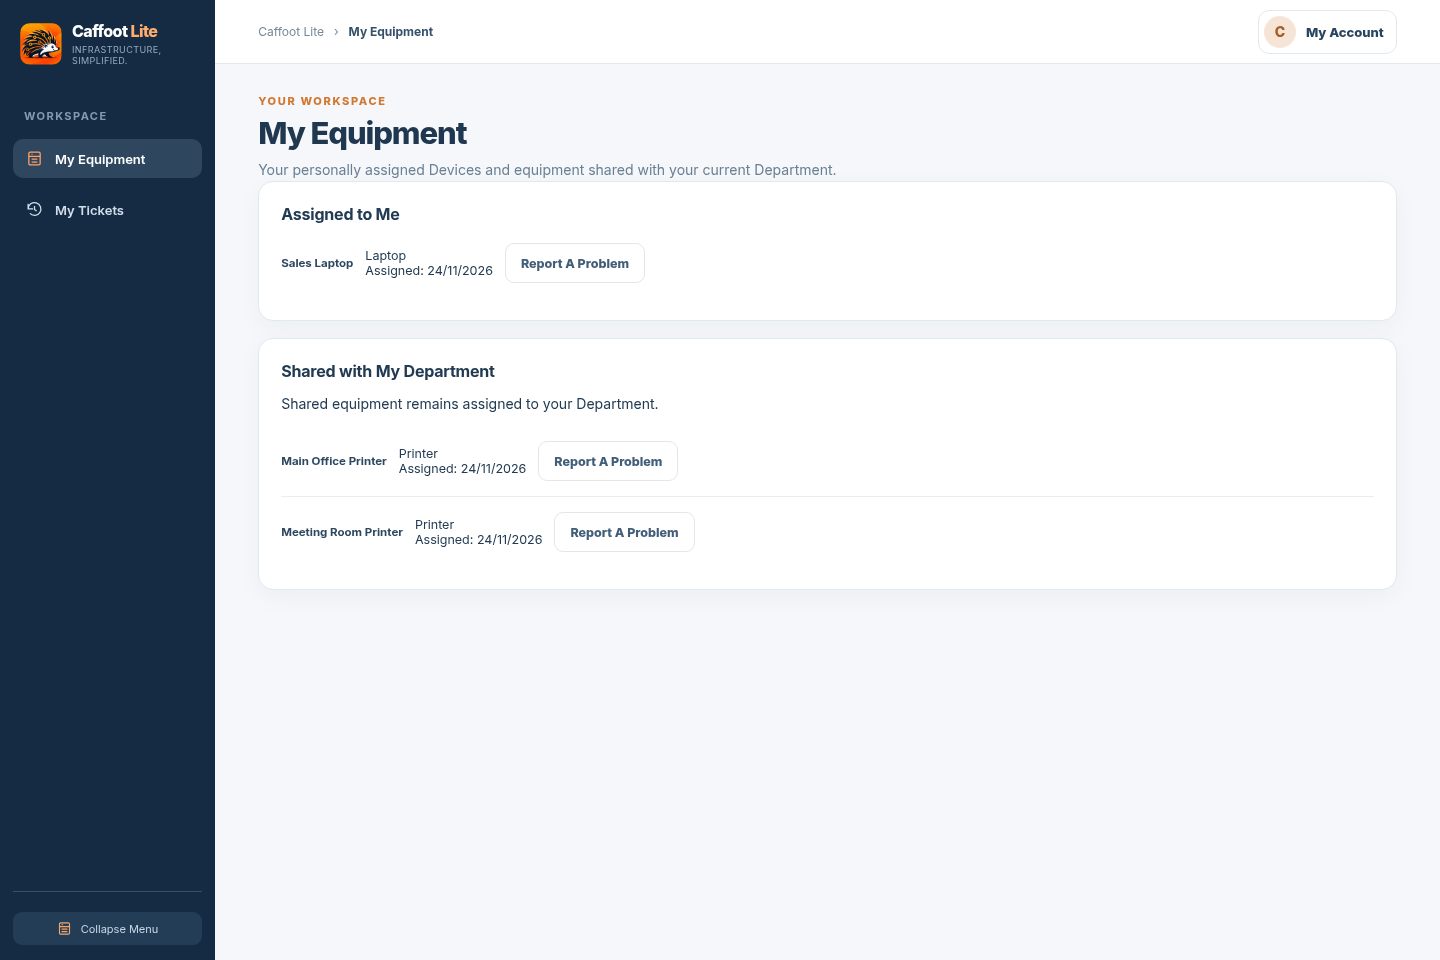 Caffoot Lite
INFRASTRUCTURE,
SIMPLIFIED.
WORKSPACE
My Equipment
My Tickets
Collapse Menu
Caffoot Lite › My Equipment
C My Account
YOUR WORKSPACE
My Equipment
Your personally assigned Devices and equipment shared with your current Department.
Assigned to Me
Sales Laptop
Laptop
Assigned: 24/11/2026
Report A Problem
Shared with My Department
Shared equipment remains assigned to your Department.
Main Office Printer
Printer
Assigned: 24/11/2026
Report A Problem
Meeting Room Printer
Printer
Assigned: 24/11/2026
Report A Problem